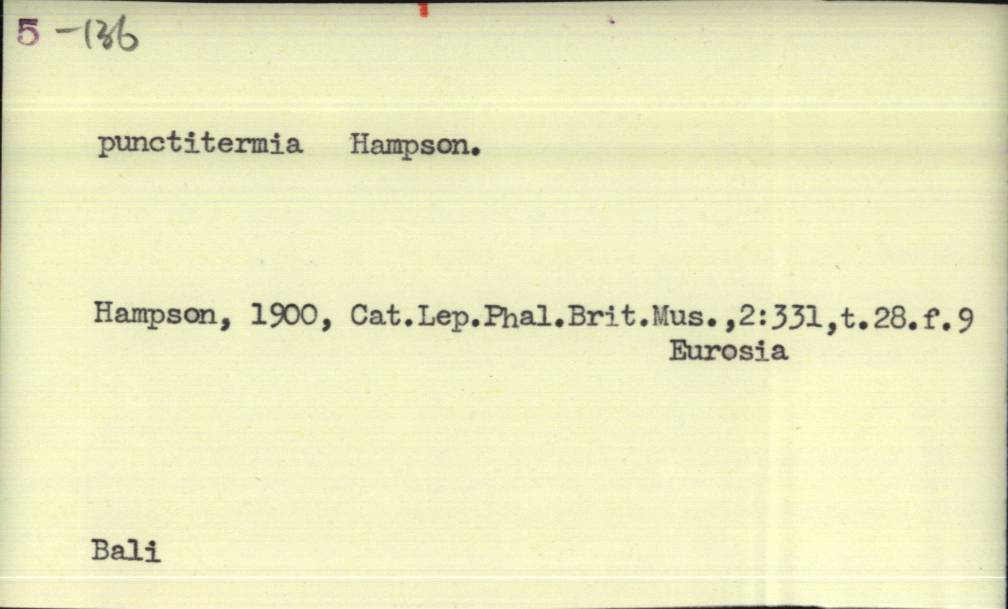 5 -136
punctitermia Hampson.
Hampson, 1900, Cat.Lep.Phal.Brit.Mus.,2:331,t.28.f.9
Eurosia
Bali